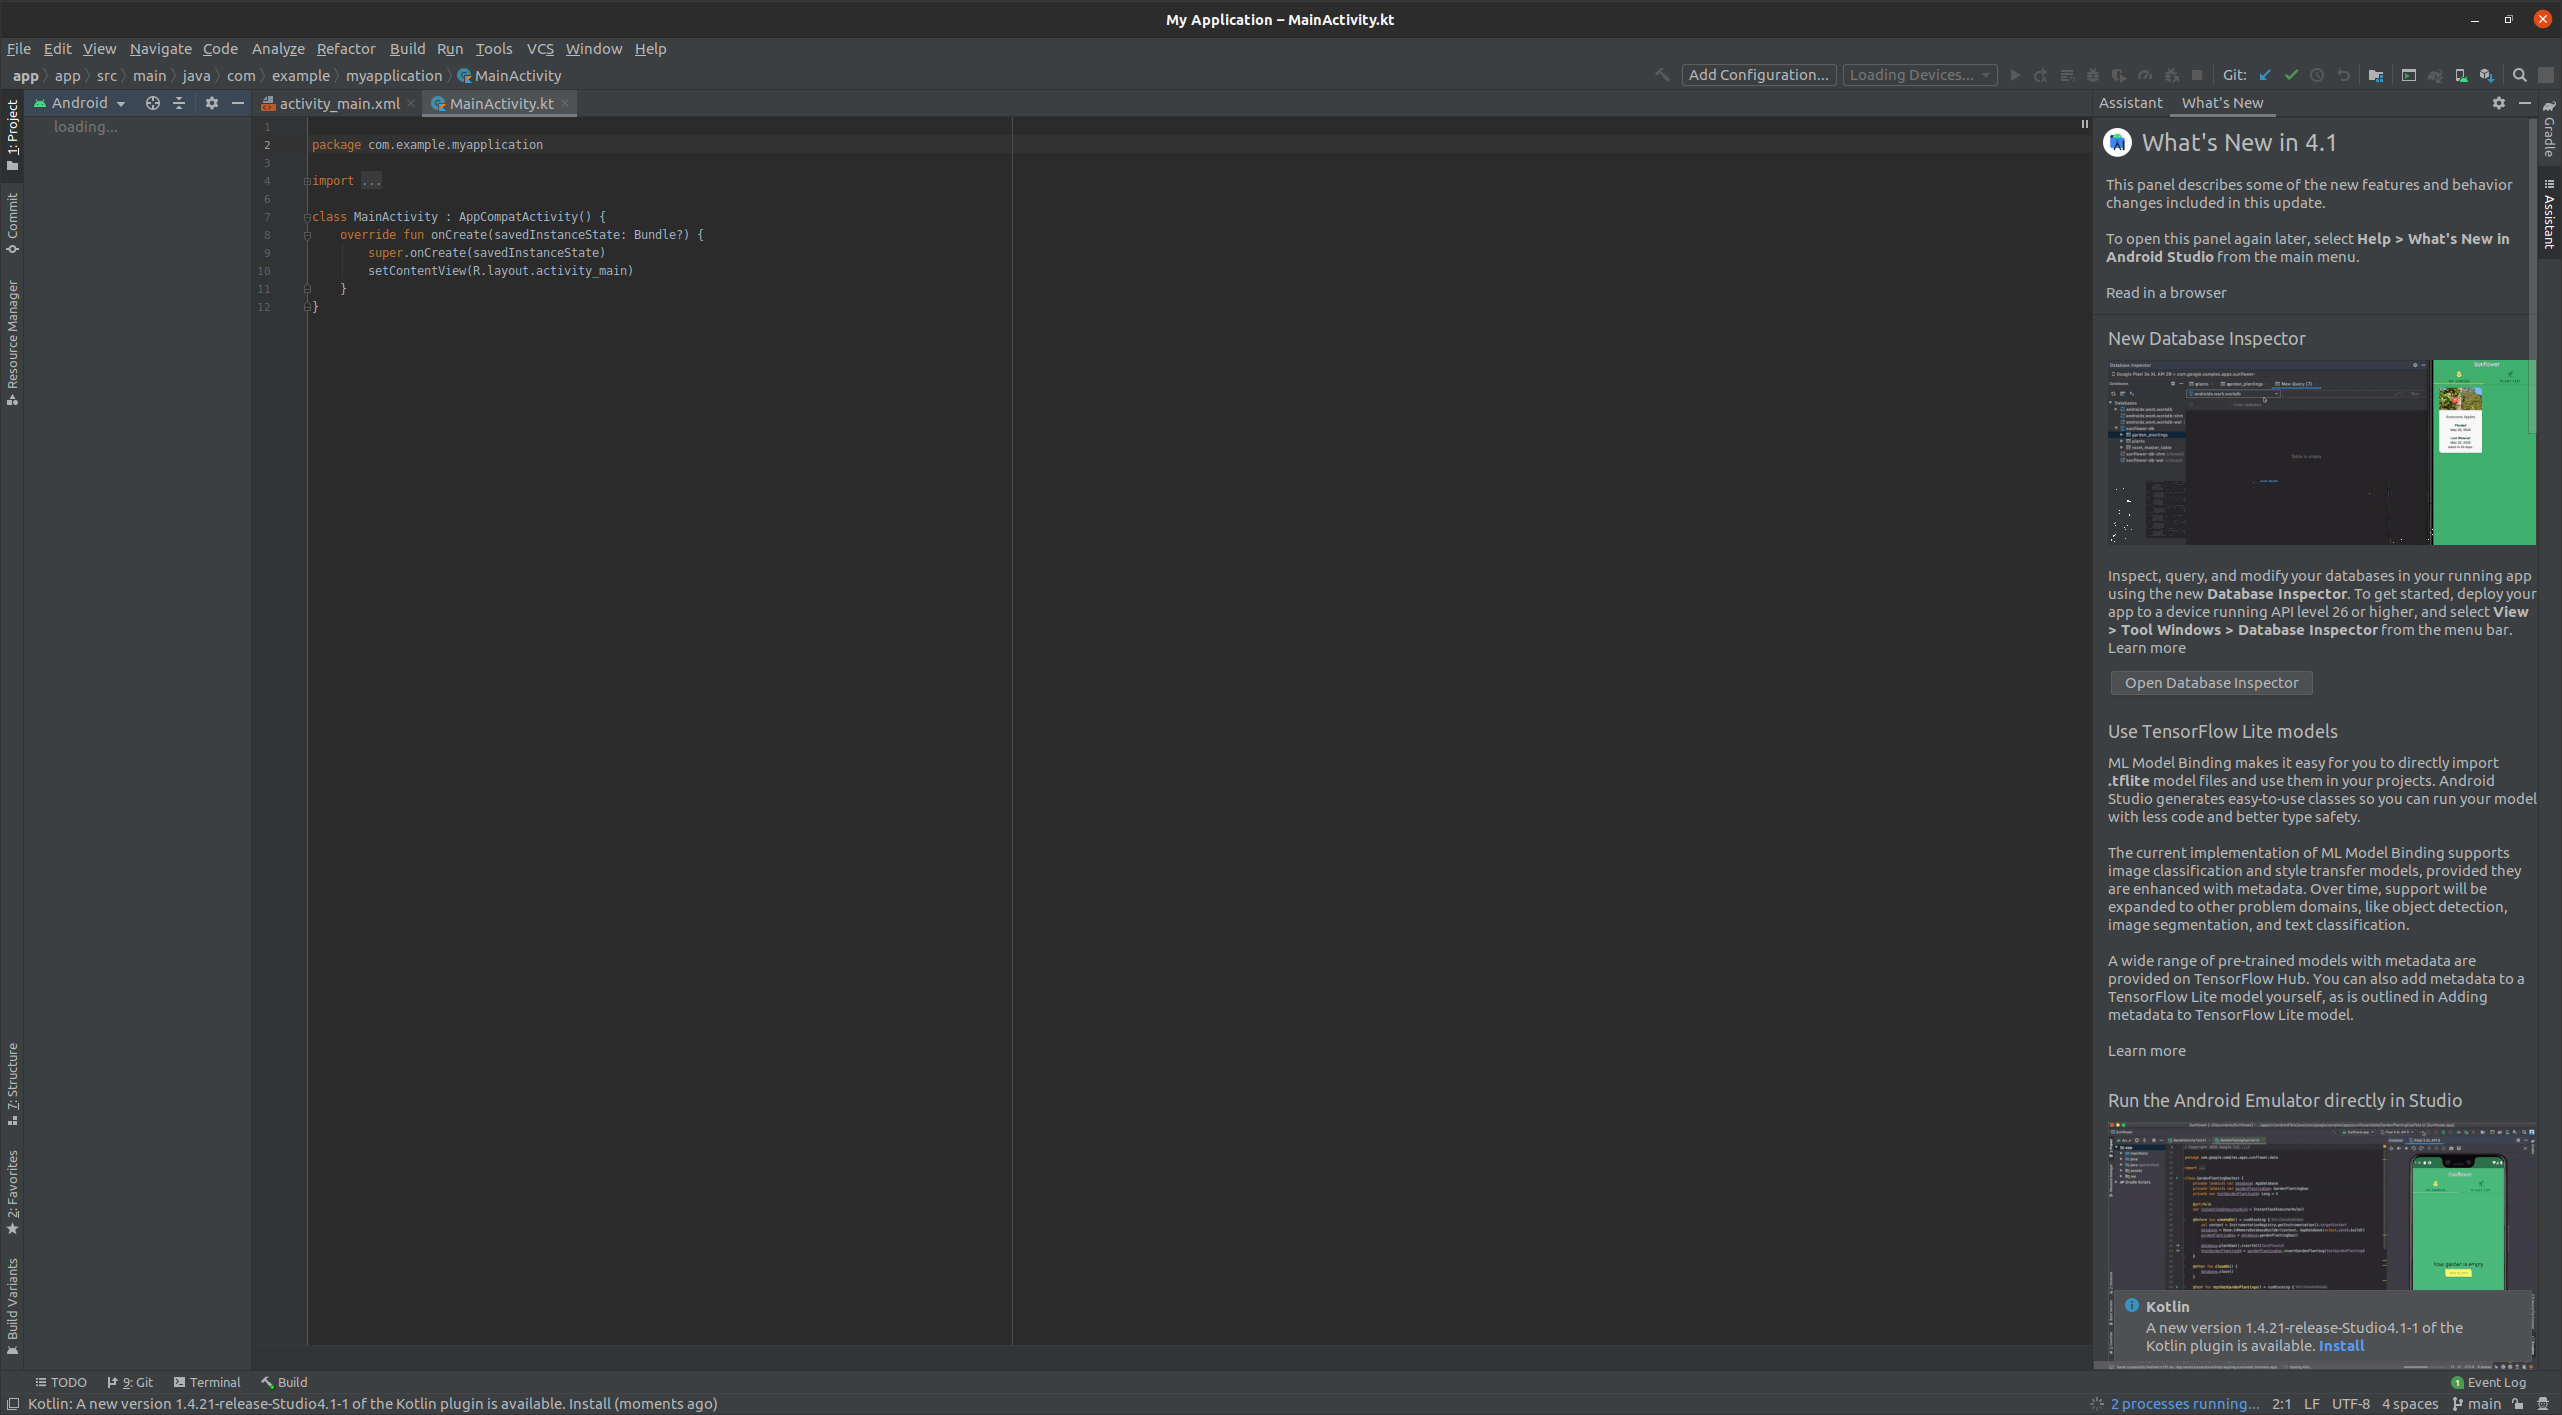 My Application – MainActivity.kt
File Edit View Navigate Code Analyze Refactor Build Run Tools VCS Window Help
app app src main java com example myapplication MainActivity
Add Configuration... Loading Devices... Git:
Android
loading...
activity_main.xml MainActivity.kt
1: Project
Commit
Resource Manager
7: Structure
2: Favorites
Build Variants
1
2 package com.example.myapplication
3
4 import ...
6
7 class MainActivity : AppCompatActivity() {
8 override fun onCreate(savedInstanceState: Bundle?) {
9 super.onCreate(savedInstanceState)
10 setContentView(R.layout.activity_main)
11 }
12 }
Assistant What's New
Gradle
Assistant
What's New in 4.1
This panel describes some of the new features and behavior
changes included in this update.
To open this panel again later, select Help > What's New in
Android Studio from the main menu.
Read in a browser
New Database Inspector
Inspect, query, and modify your databases in your running app
using the new Database Inspector. To get started, deploy your
app to a device running API level 26 or higher, and select View
> Tool Windows > Database Inspector from the menu bar.
Learn more
Open Database Inspector
Use TensorFlow Lite models
ML Model Binding makes it easy for you to directly import
.tflite model files and use them in your projects. Android
Studio generates easy-to-use classes so you can run your model
with less code and better type safety.
The current implementation of ML Model Binding supports
image classification and style transfer models, provided they
are enhanced with metadata. Over time, support will be
expanded to other problem domains, like object detection,
image segmentation, and text classification.
A wide range of pre-trained models with metadata are
provided on TensorFlow Hub. You can also add metadata to a
TensorFlow Lite model yourself, as is outlined in Adding
metadata to TensorFlow Lite model.
Learn more
Run the Android Emulator directly in Studio
Your garden is empty
Kotlin
A new version 1.4.21-release-Studio4.1-1 of the
Kotlin plugin is available. Install
TODO 9: Git Terminal Build
1 Event Log
Kotlin: A new version 1.4.21-release-Studio4.1-1 of the Kotlin plugin is available. Install (moments ago)
2 processes running... 2:1 LF UTF-8 4 spaces main